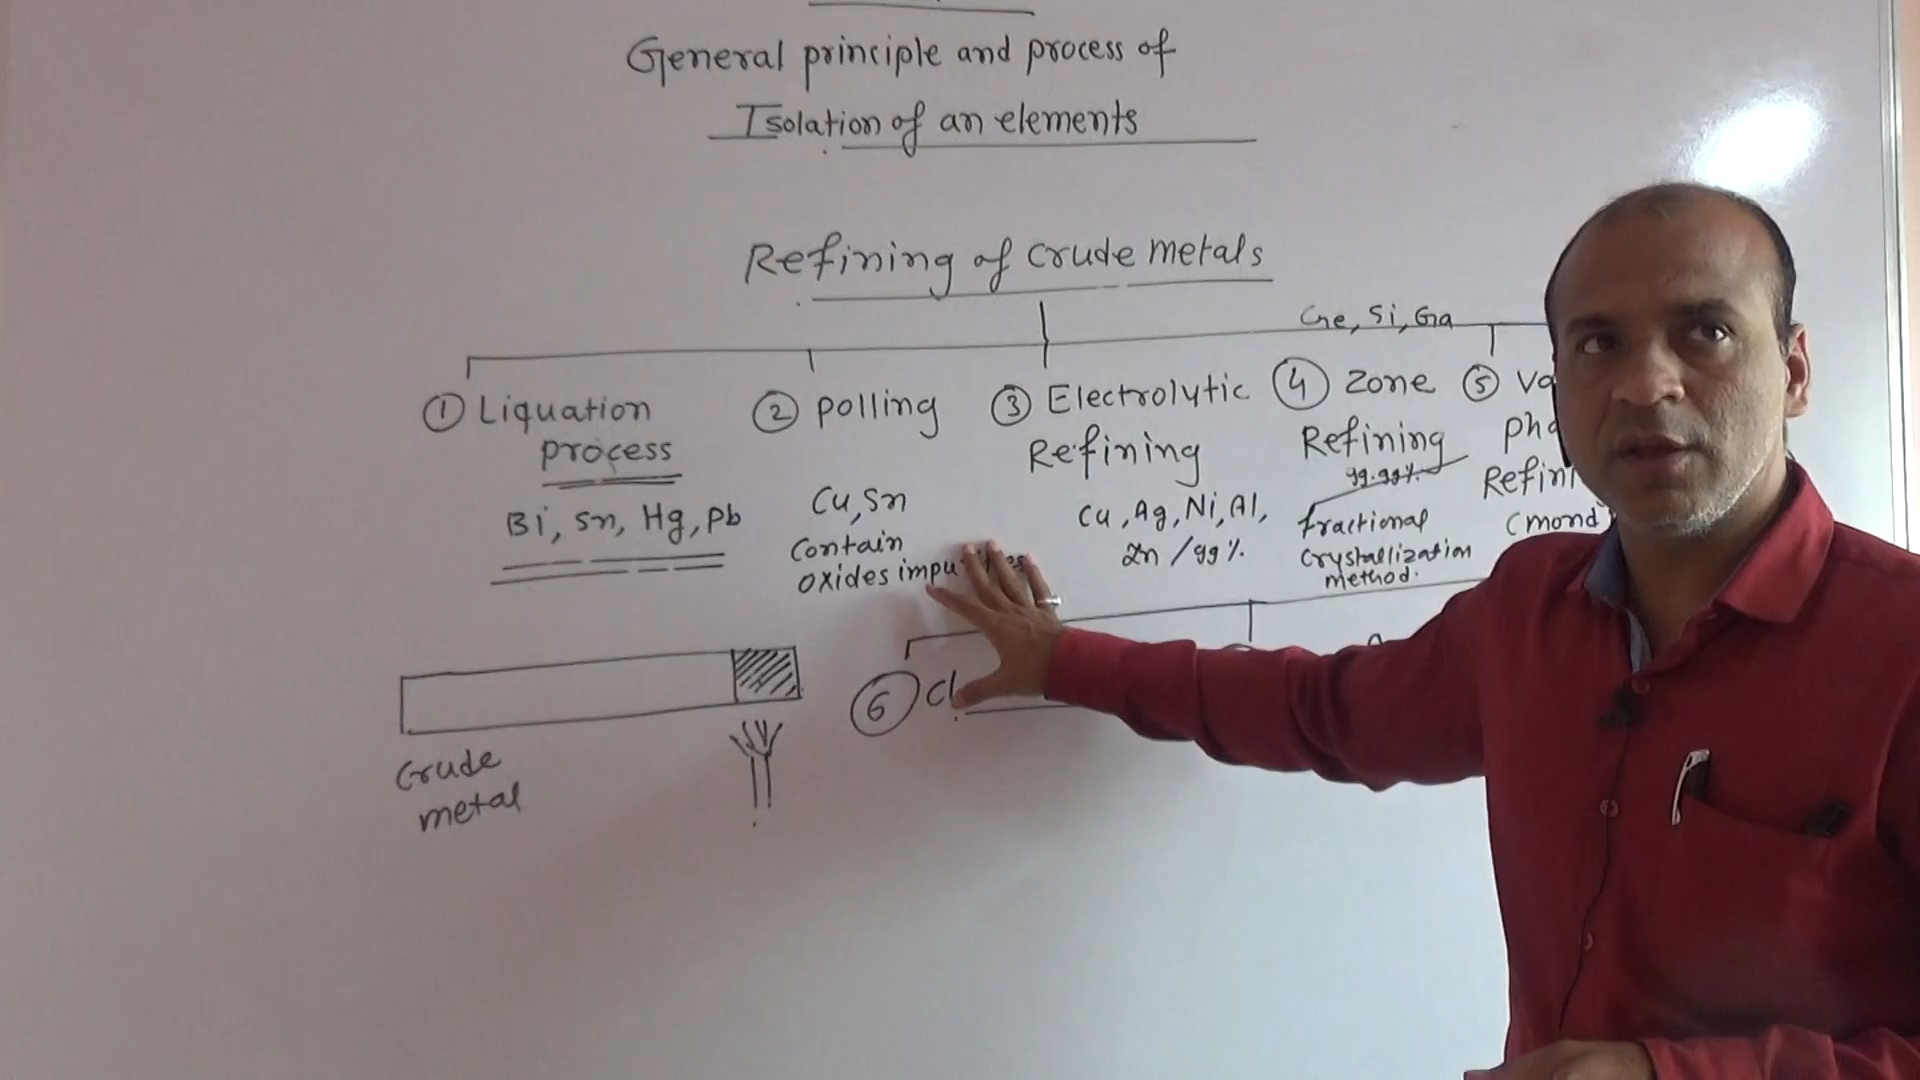 General principle and process of
Isolation of an elements
Refining of crude metals
Ge, Si, Ga
① Liquation
process
Bi, Sn, Hg, Pb
② polling
Cu, Sn
Contain
oxides impurities
③ Electrolytic
Refining
Cu, Ag, Ni, Al,
Zn / 99%
④ Zone
Refining
99.99%
fractional
Crystallization
method.
⑤
Refin
(mond)
⑥
Crude
metal